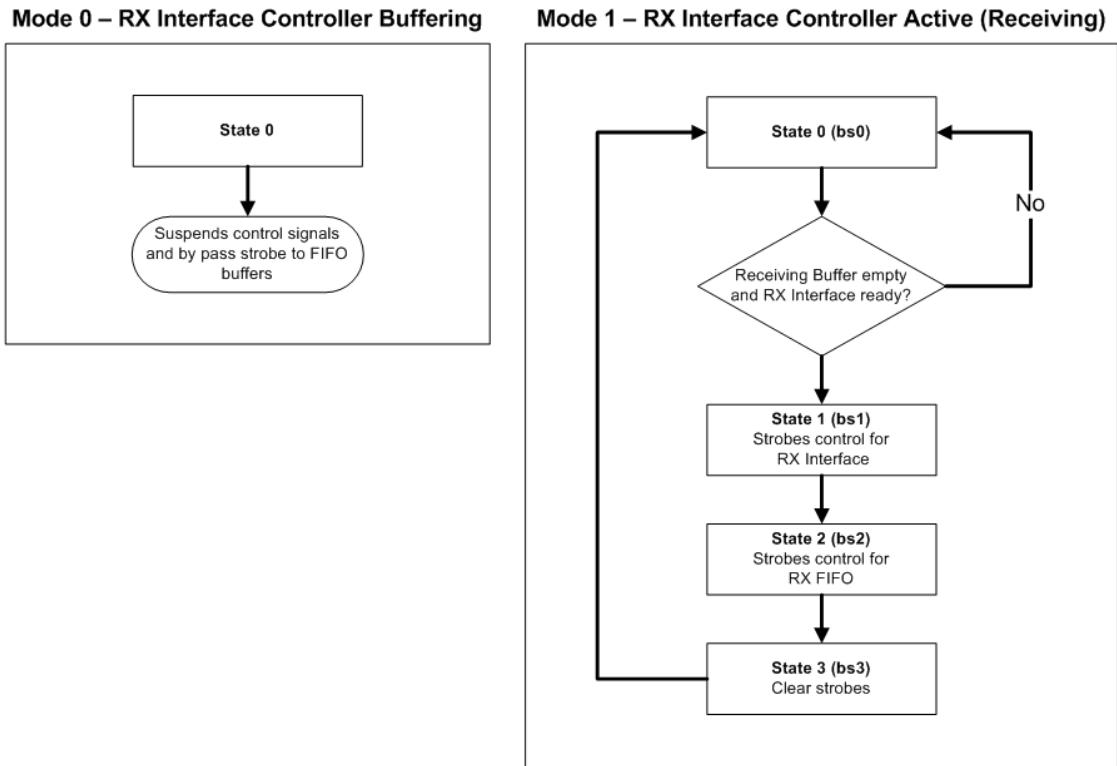 Mode 0 – RX Interface Controller Buffering
State 0
Suspends control signals
and by pass strobe to FIFO
buffers
Mode 1 – RX Interface Controller Active (Receiving)
State 0 (bs0)
No
Receiving Buffer empty
and RX Interface ready?
State 1 (bs1)
Strobes control for
RX Interface
State 2 (bs2)
Strobes control for
RX FIFO
State 3 (bs3)
Clear strobes